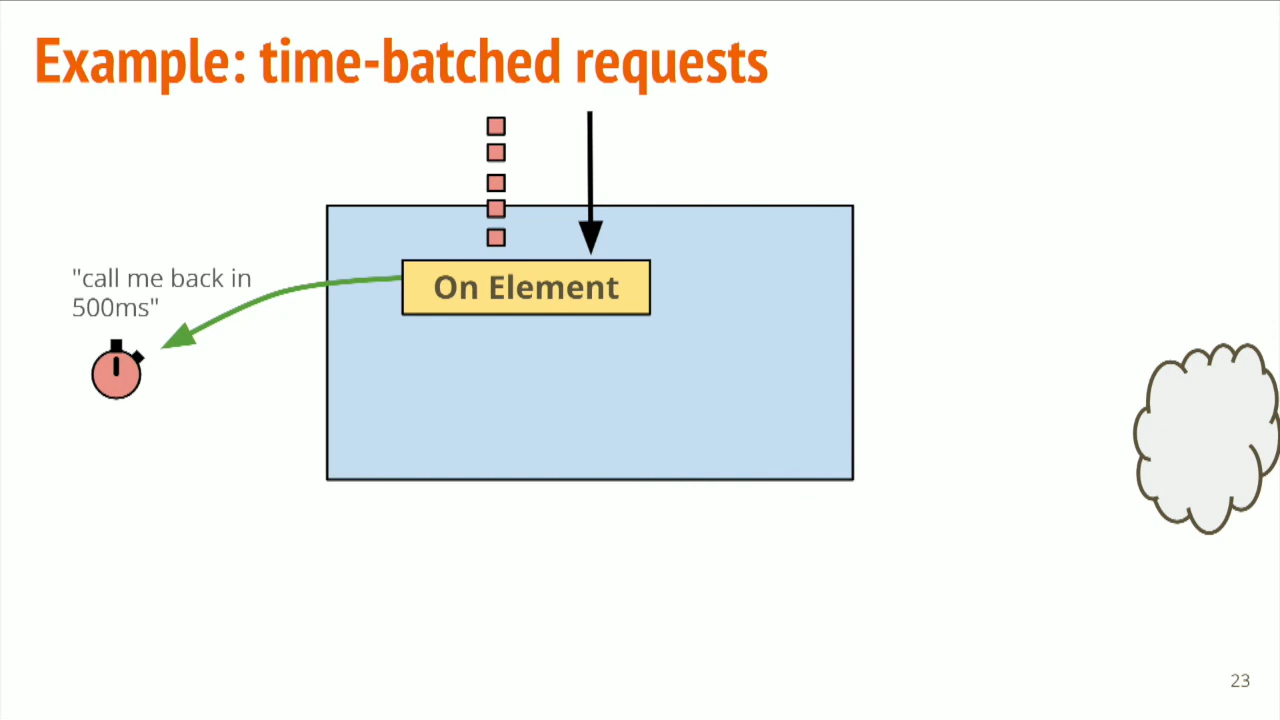 Example: time-batched requests
"call me back in
500ms"
On Element
23